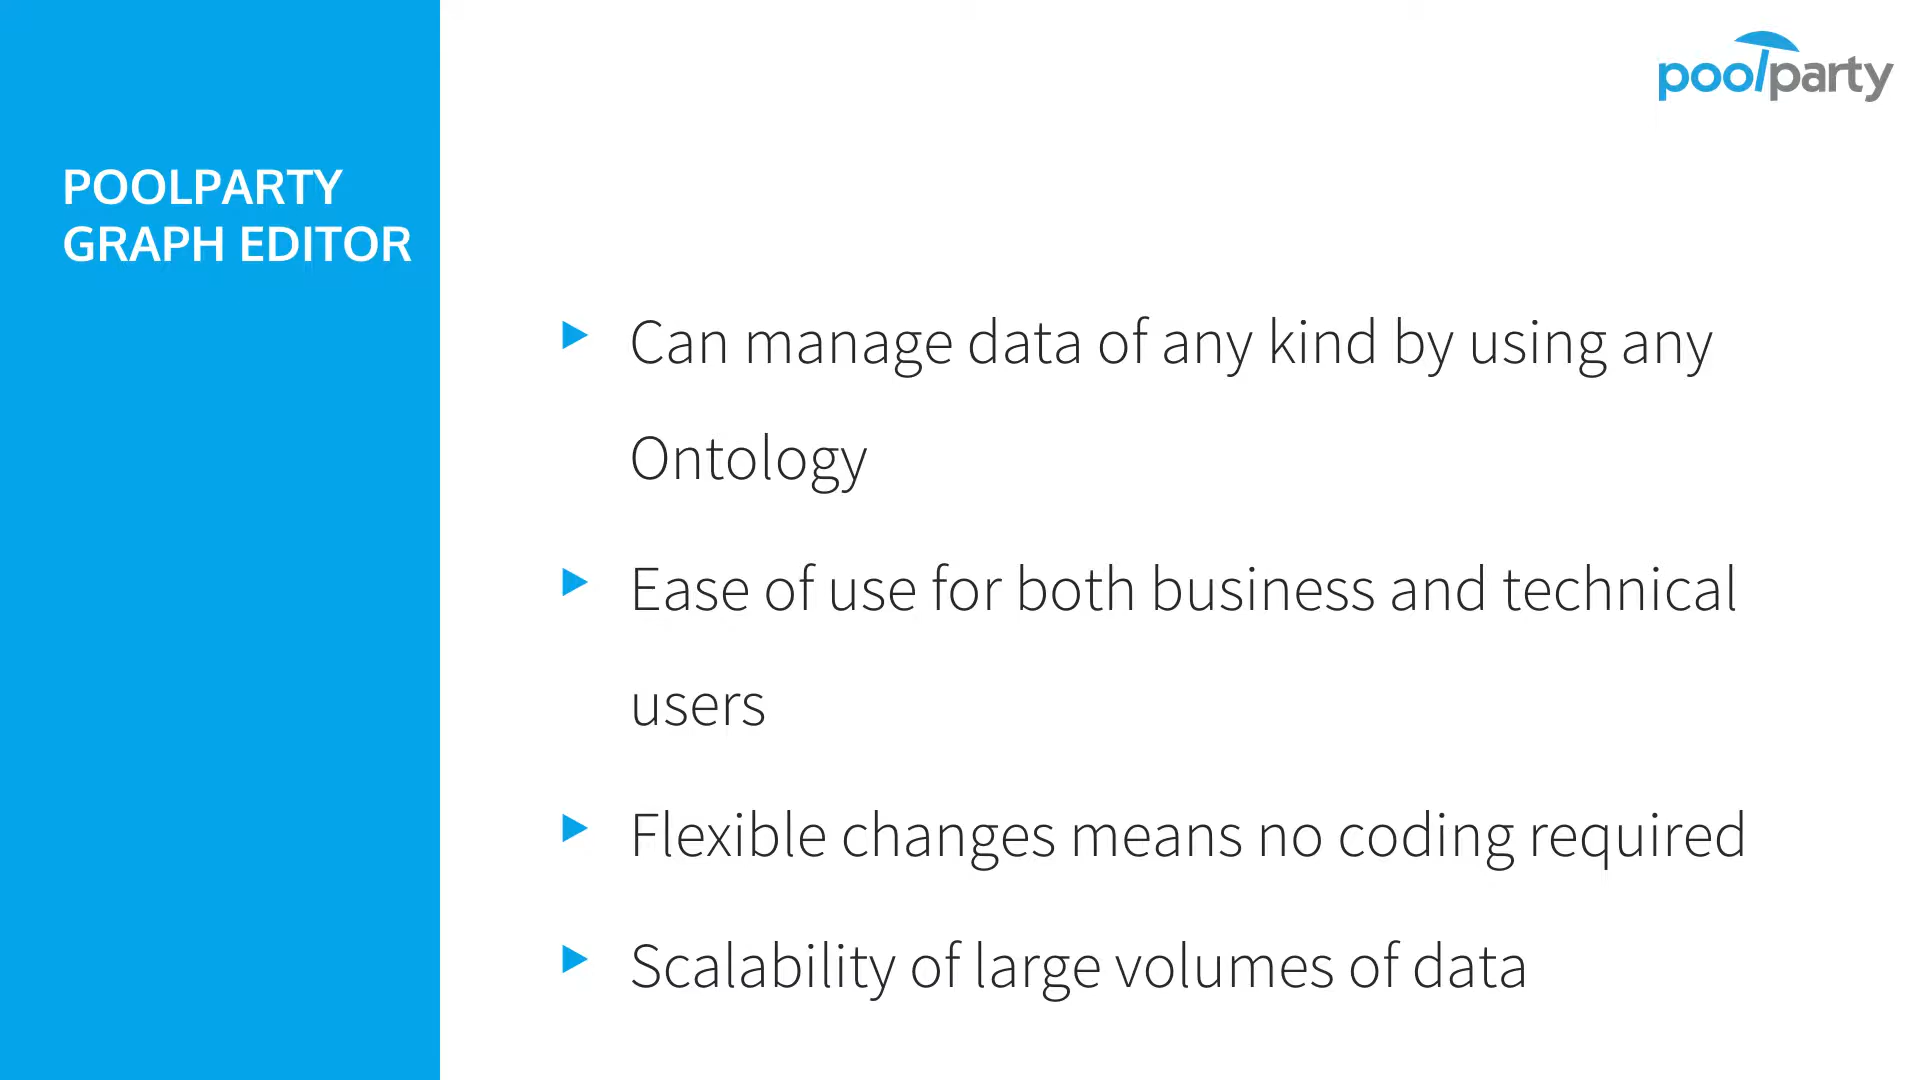 poolparty
POOLPARTY
GRAPH EDITOR
Can manage data of any kind by using any
Ontology
Ease of use for both business and technical
users
Flexible changes means no coding required
Scalability of large volumes of data